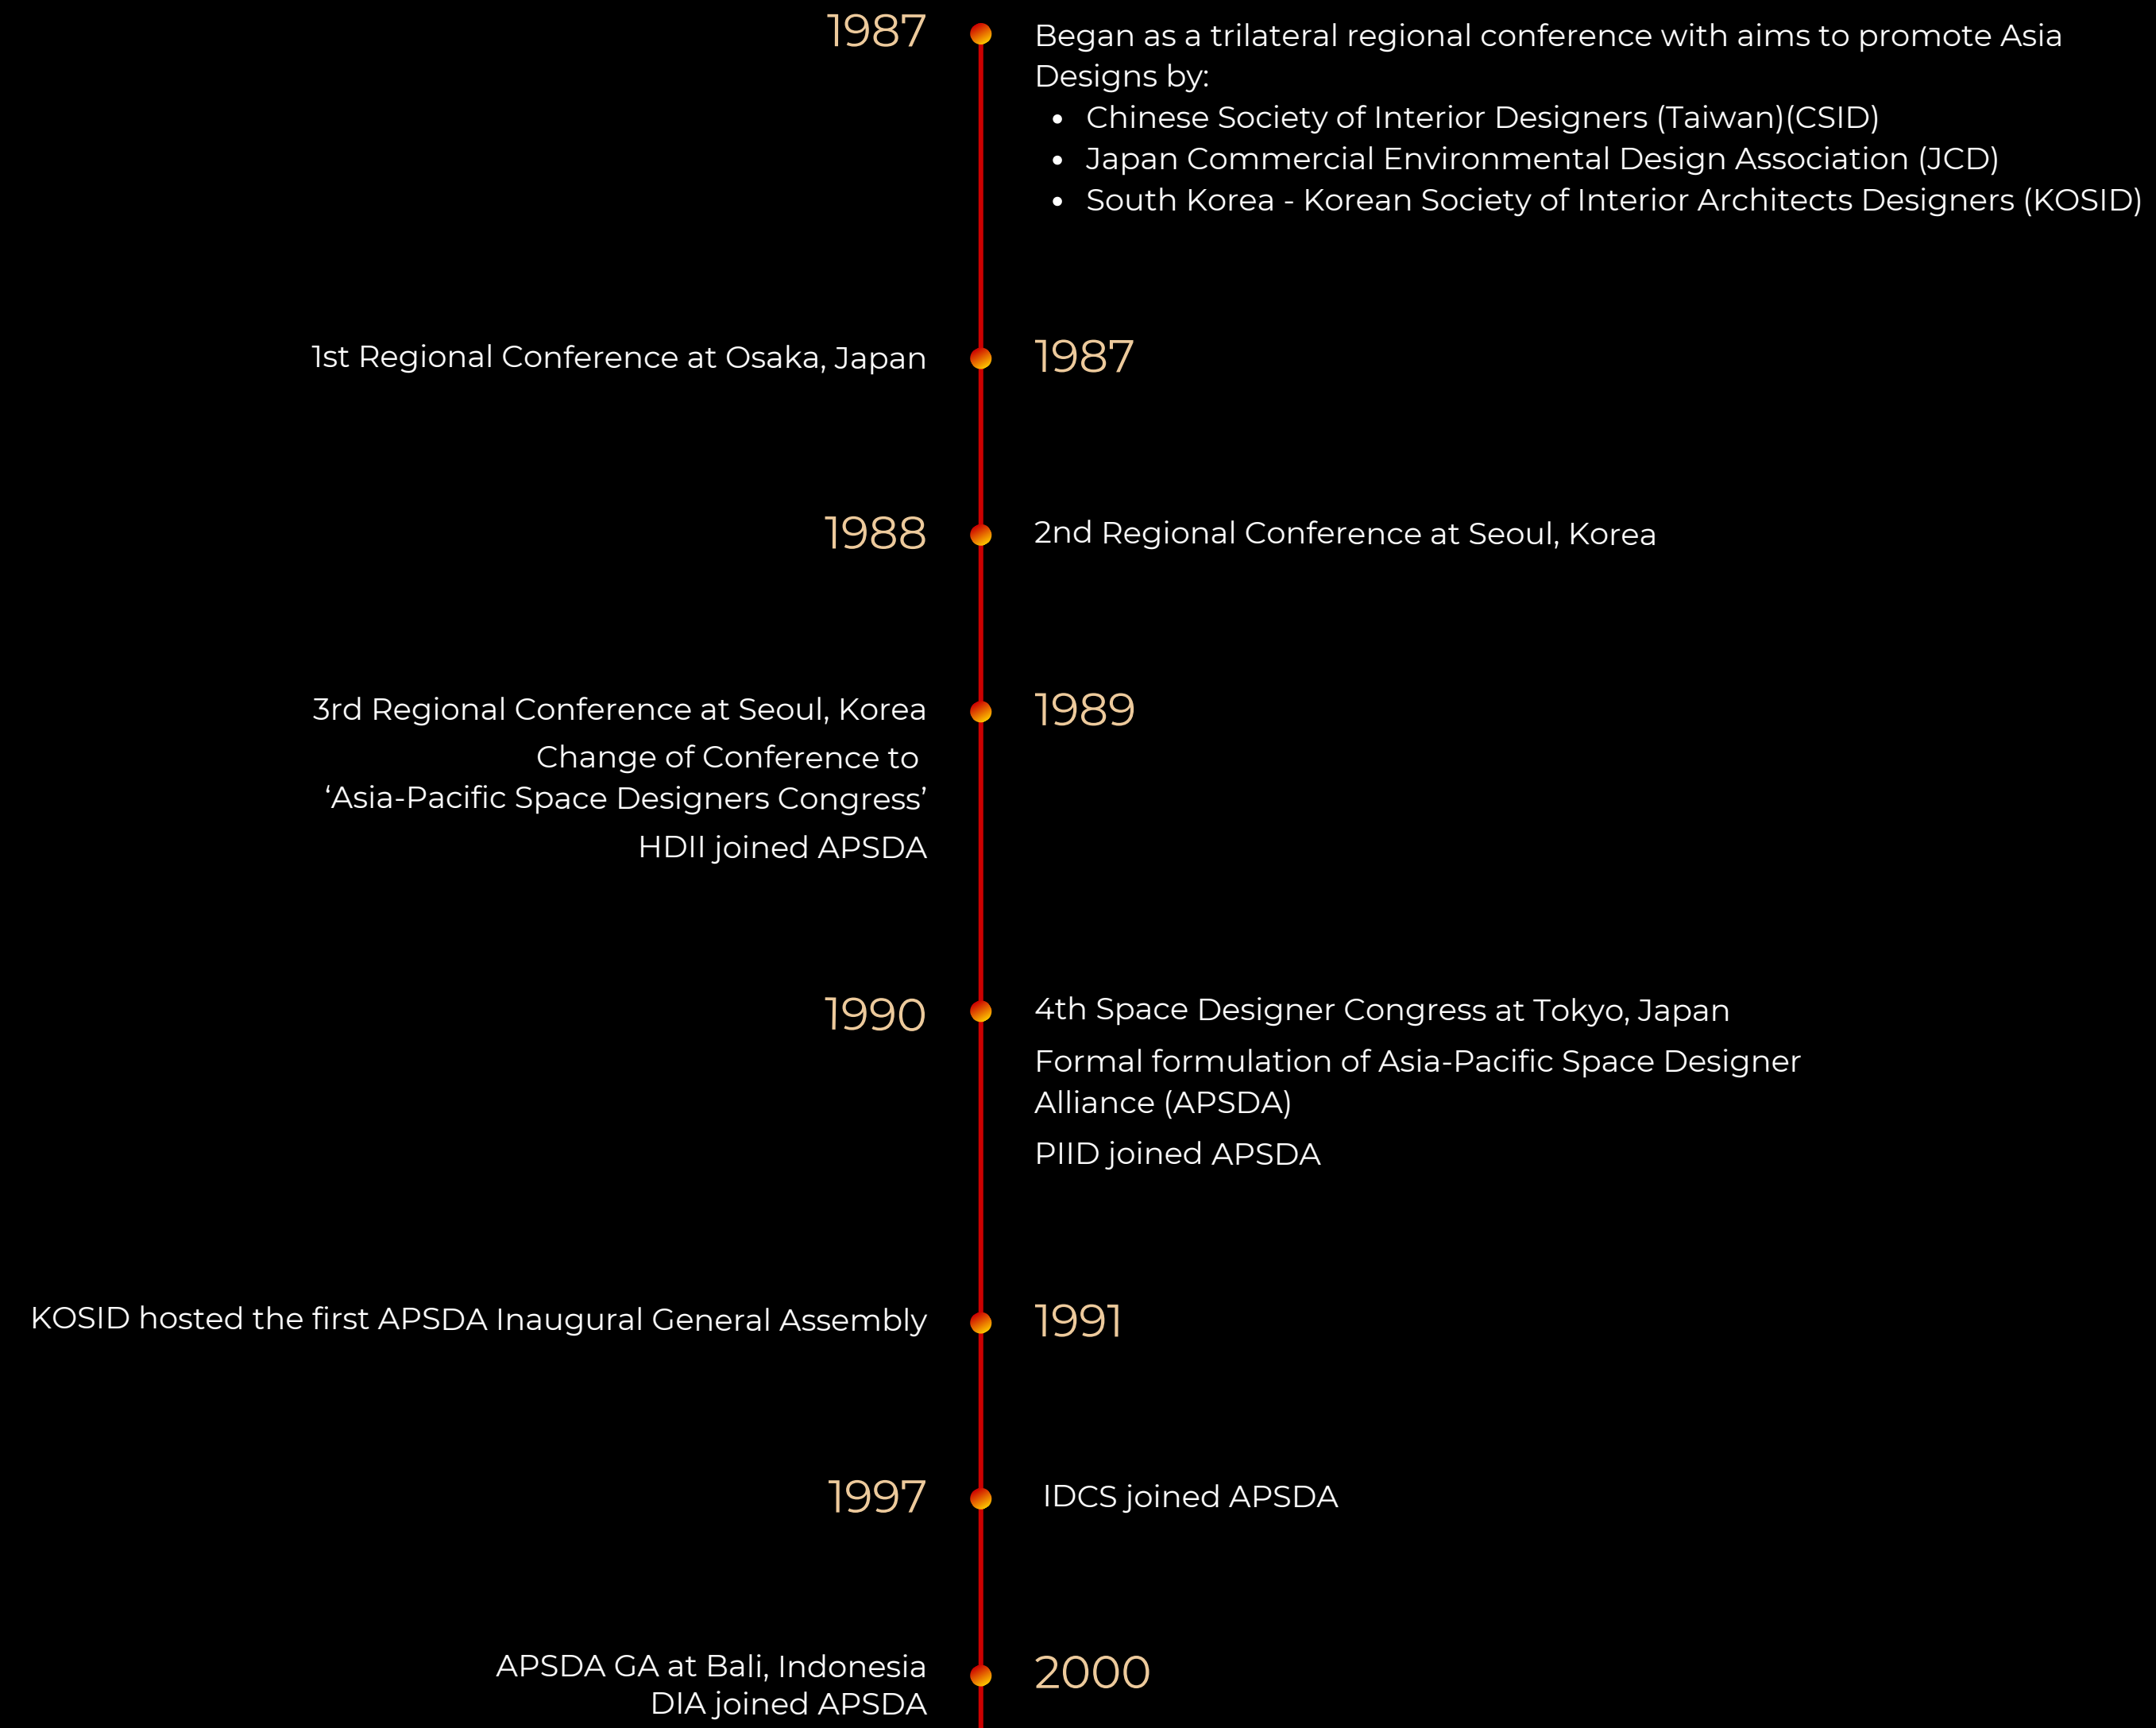 1987
Began as a trilateral regional conference with aims to promote Asia
Designs by:
• Chinese Society of Interior Designers (Taiwan)(CSID)
• Japan Commercial Environmental Design Association (JCD)
• South Korea - Korean Society of Interior Architects Designers (KOSID)
1st Regional Conference at Osaka, Japan
1987
1988
2nd Regional Conference at Seoul, Korea
3rd Regional Conference at Seoul, Korea
1989
Change of Conference to
‘Asia-Pacific Space Designers Congress’
HDII joined APSDA
1990
4th Space Designer Congress at Tokyo, Japan
Formal formulation of Asia-Pacific Space Designer
Alliance (APSDA)
PIID joined APSDA
KOSID hosted the first APSDA Inaugural General Assembly
1991
1997
IDCS joined APSDA
APSDA GA at Bali, Indonesia
DIA joined APSDA
2000